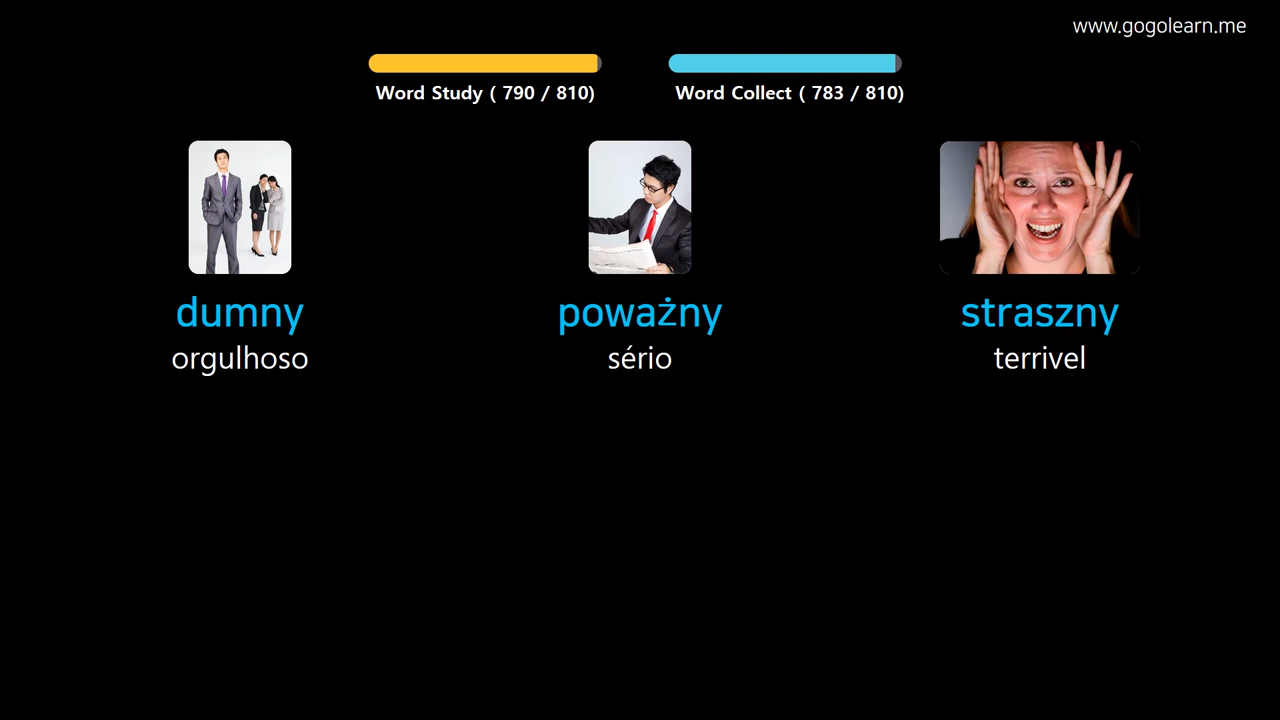 www.gogolearn.me
Word Study ( 790 / 810)
Word Collect ( 783 / 810)
dumny
poważny
straszny
orgulhoso
sério
terrivel